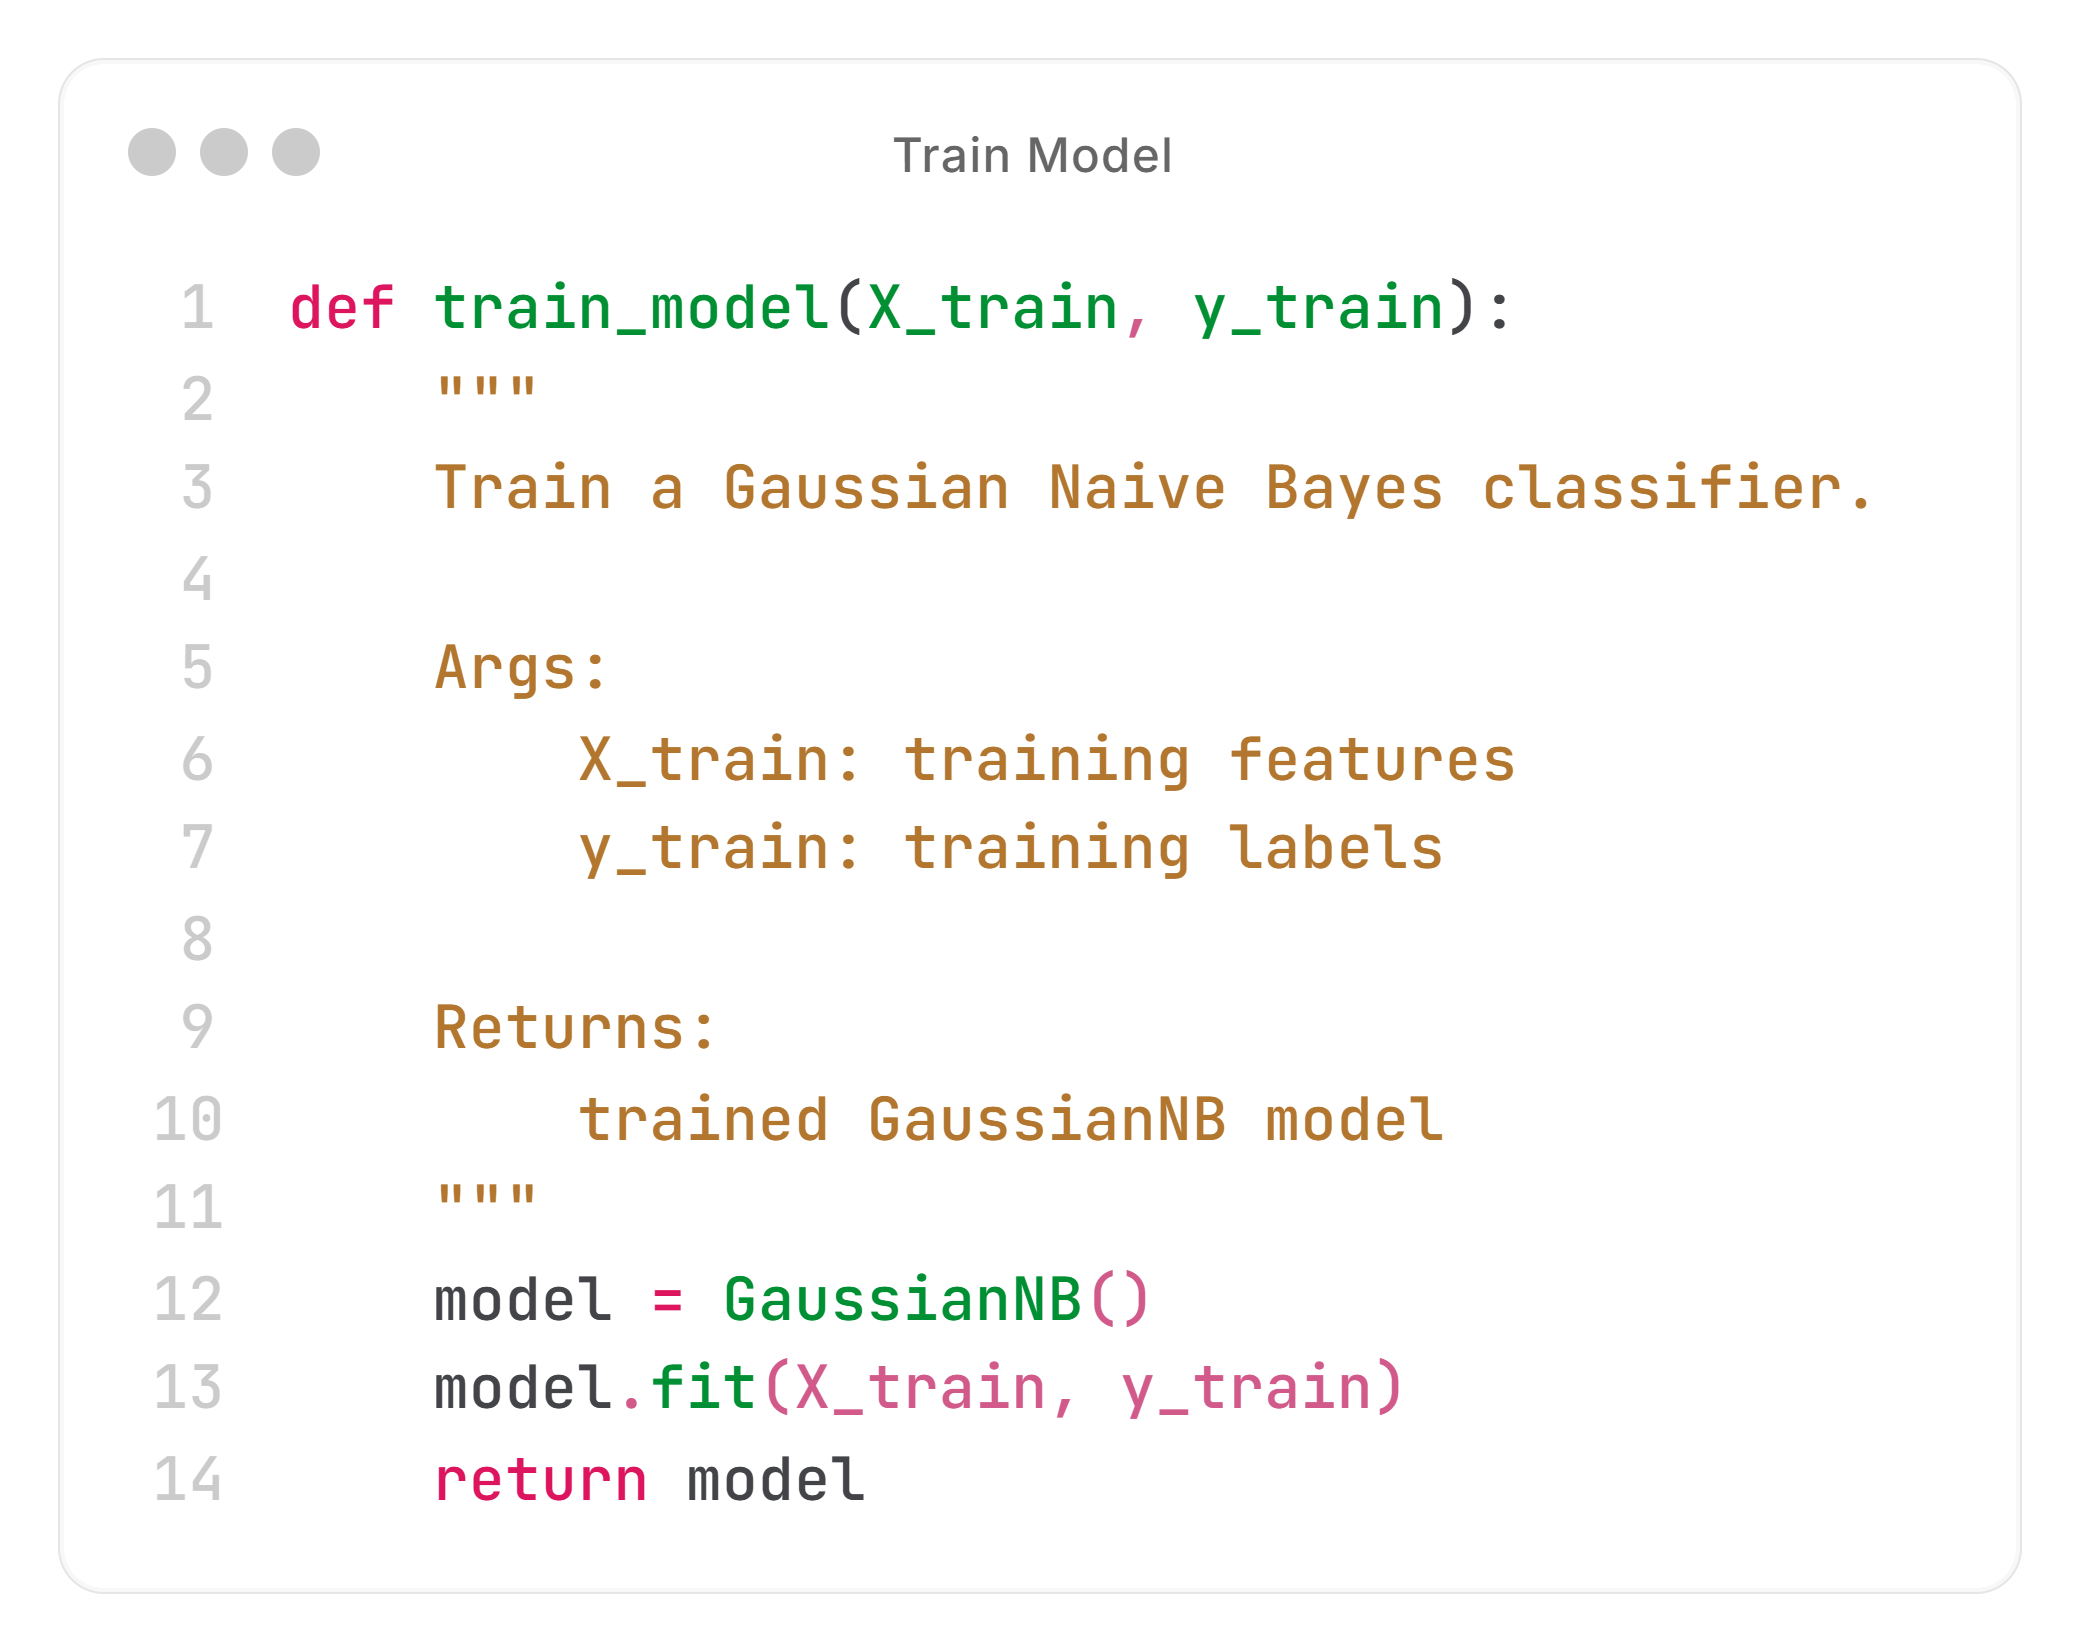 Train Model
1 def train_model(X_train, y_train):
2     """
3     Train a Gaussian Naive Bayes classifier.
4
5     Args:
6         X_train: training features
7         y_train: training labels
8
9     Returns:
10         trained GaussianNB model
11     """
12     model = GaussianNB()
13     model.fit(X_train, y_train)
14     return model